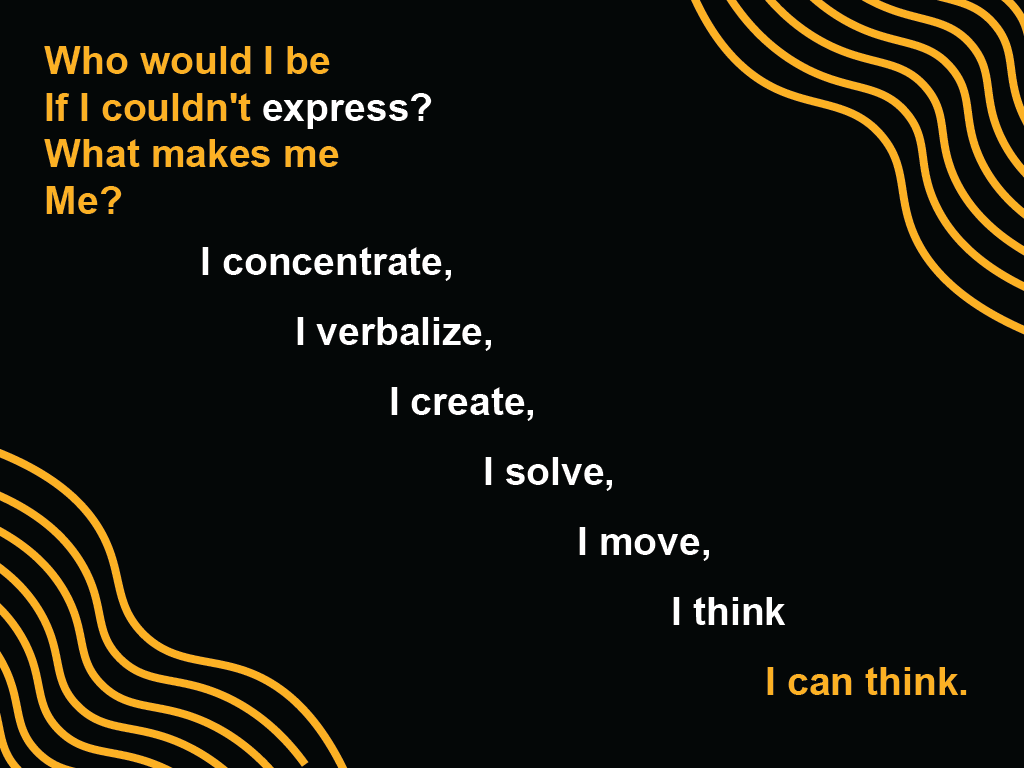 Who would I be
If I couldn't express?
What makes me
Me?
I concentrate,
I verbalize,
I create,
I solve,
I move,
I think
I can think.